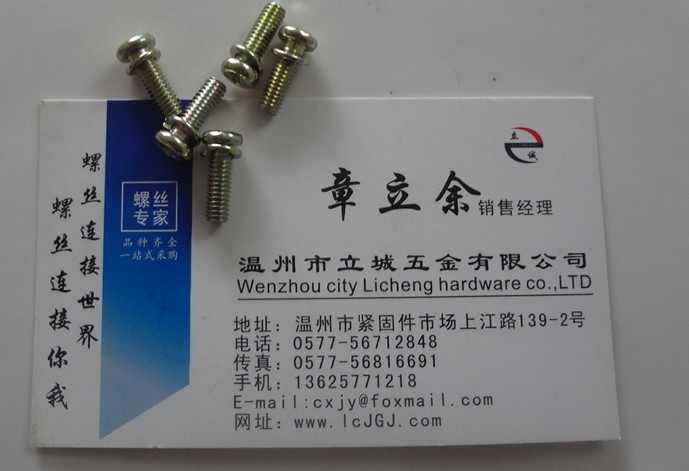 螺丝连接世界
螺丝连接你我
螺丝
专家
品种齐全
一站式采购
立
诚
章立余 销售经理
温州市立城五金有限公司
Wenzhou city Licheng hardware co.,LTD
地址：温州市紧固件市场上江路139-2号
电话：0577-56712848
传真：0577-56816691
手机：13625771218
E-mail:cxjy@foxmail.com
网址：www.lcJGJ.com